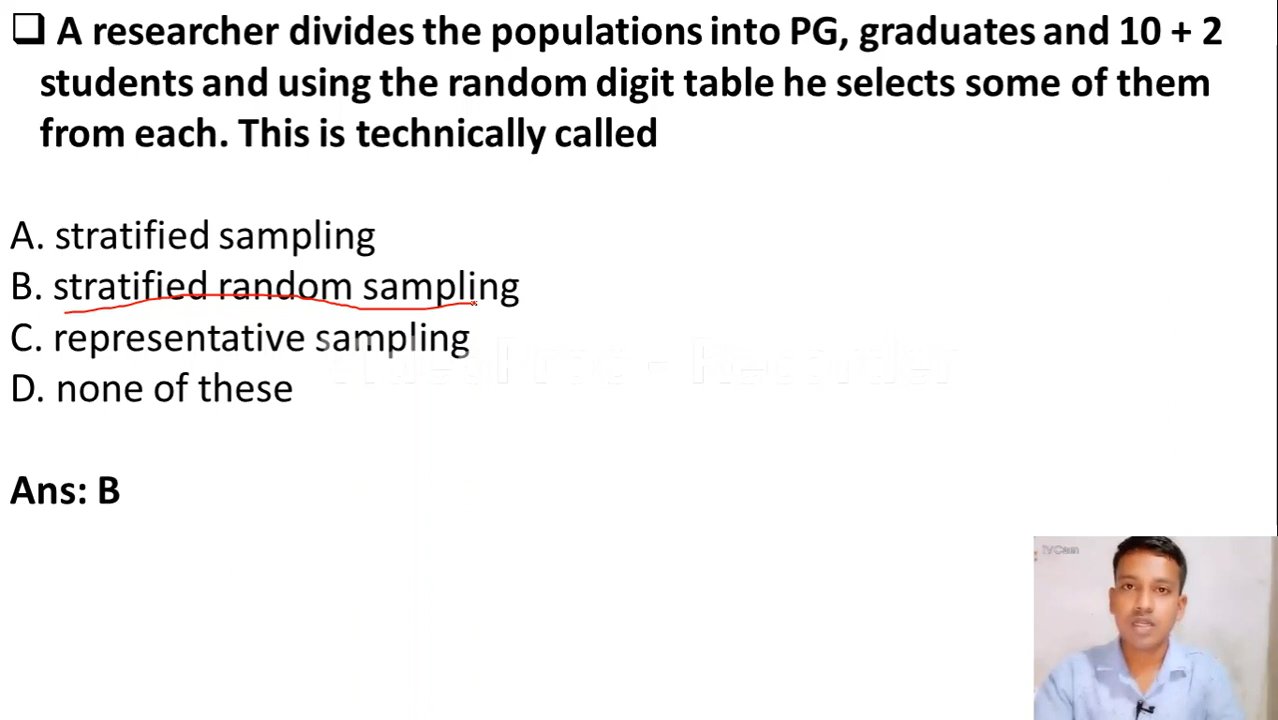 ❑ A researcher divides the populations into PG, graduates and 10 + 2
students and using the random digit table he selects some of them
from each. This is technically called
A. stratified sampling
B. stratified random sampling
C. representative sampling
D. none of these
Ans: B
iVCam